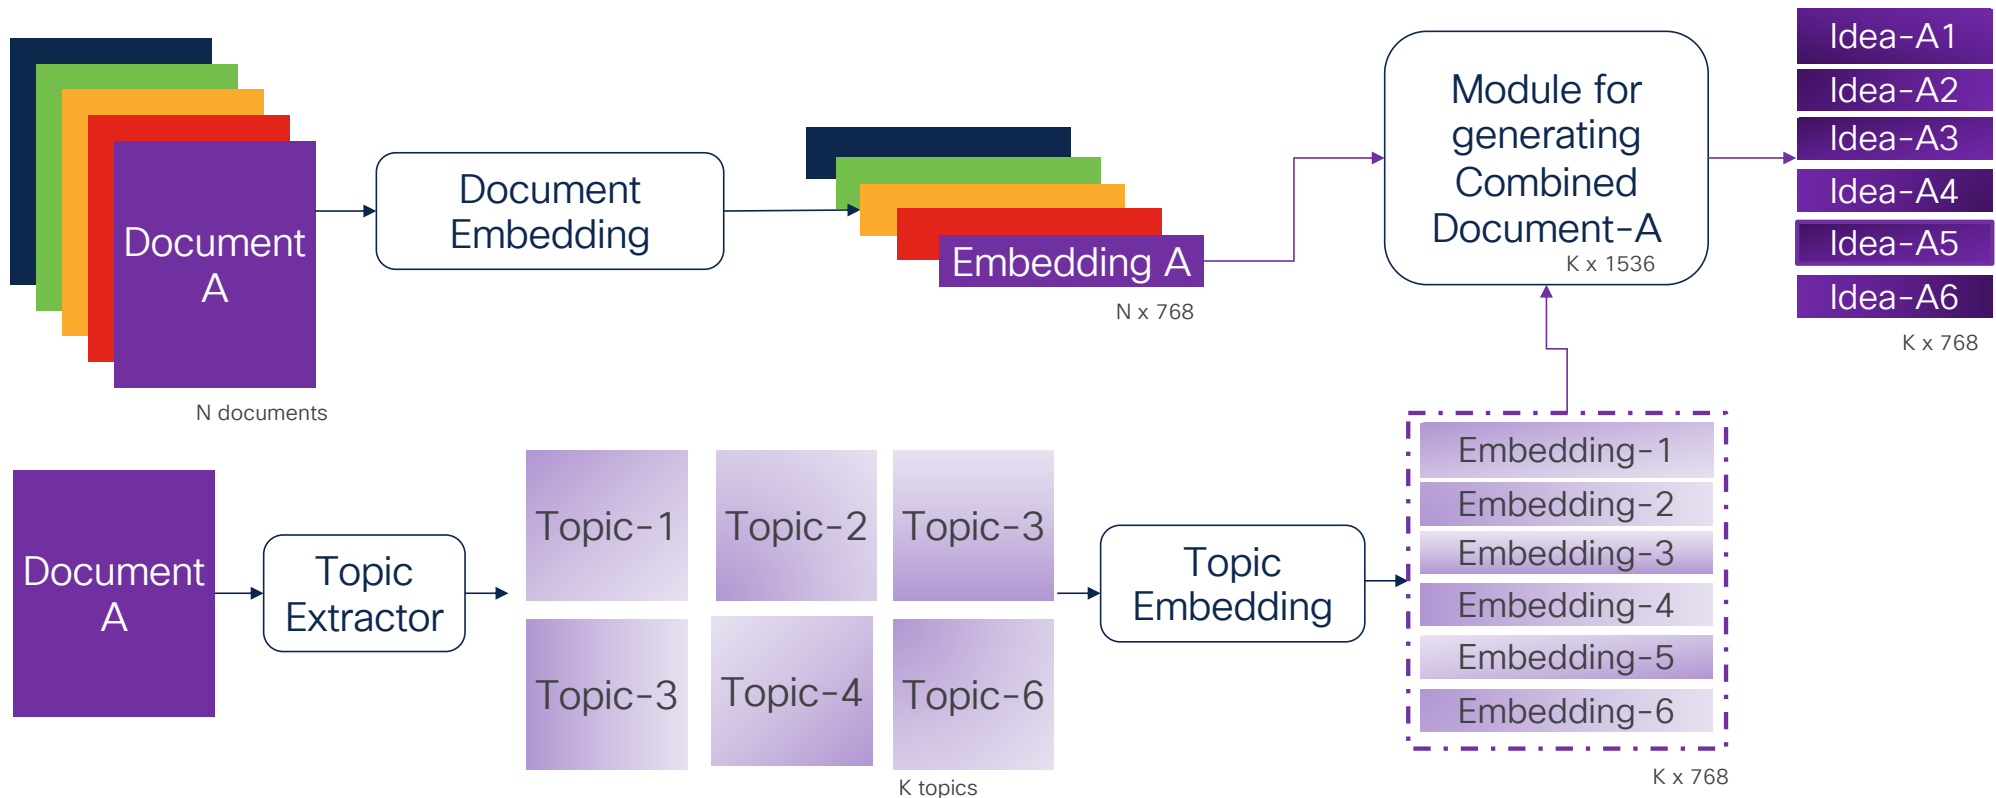 Document
A
N documents
Document
Embedding
Embedding A
N x 768
Module for
generating
Combined
Document-A
K x 1536
Idea-A1
Idea-A2
Idea-A3
Idea-A4
Idea-A5
Idea-A6
K x 768
Document
A
Topic
Extractor
Topic-1
Topic-2
Topic-3
Topic-3
Topic-4
Topic-6
K topics
Topic
Embedding
Embedding-1
Embedding-2
Embedding-3
Embedding-4
Embedding-5
Embedding-6
K x 768